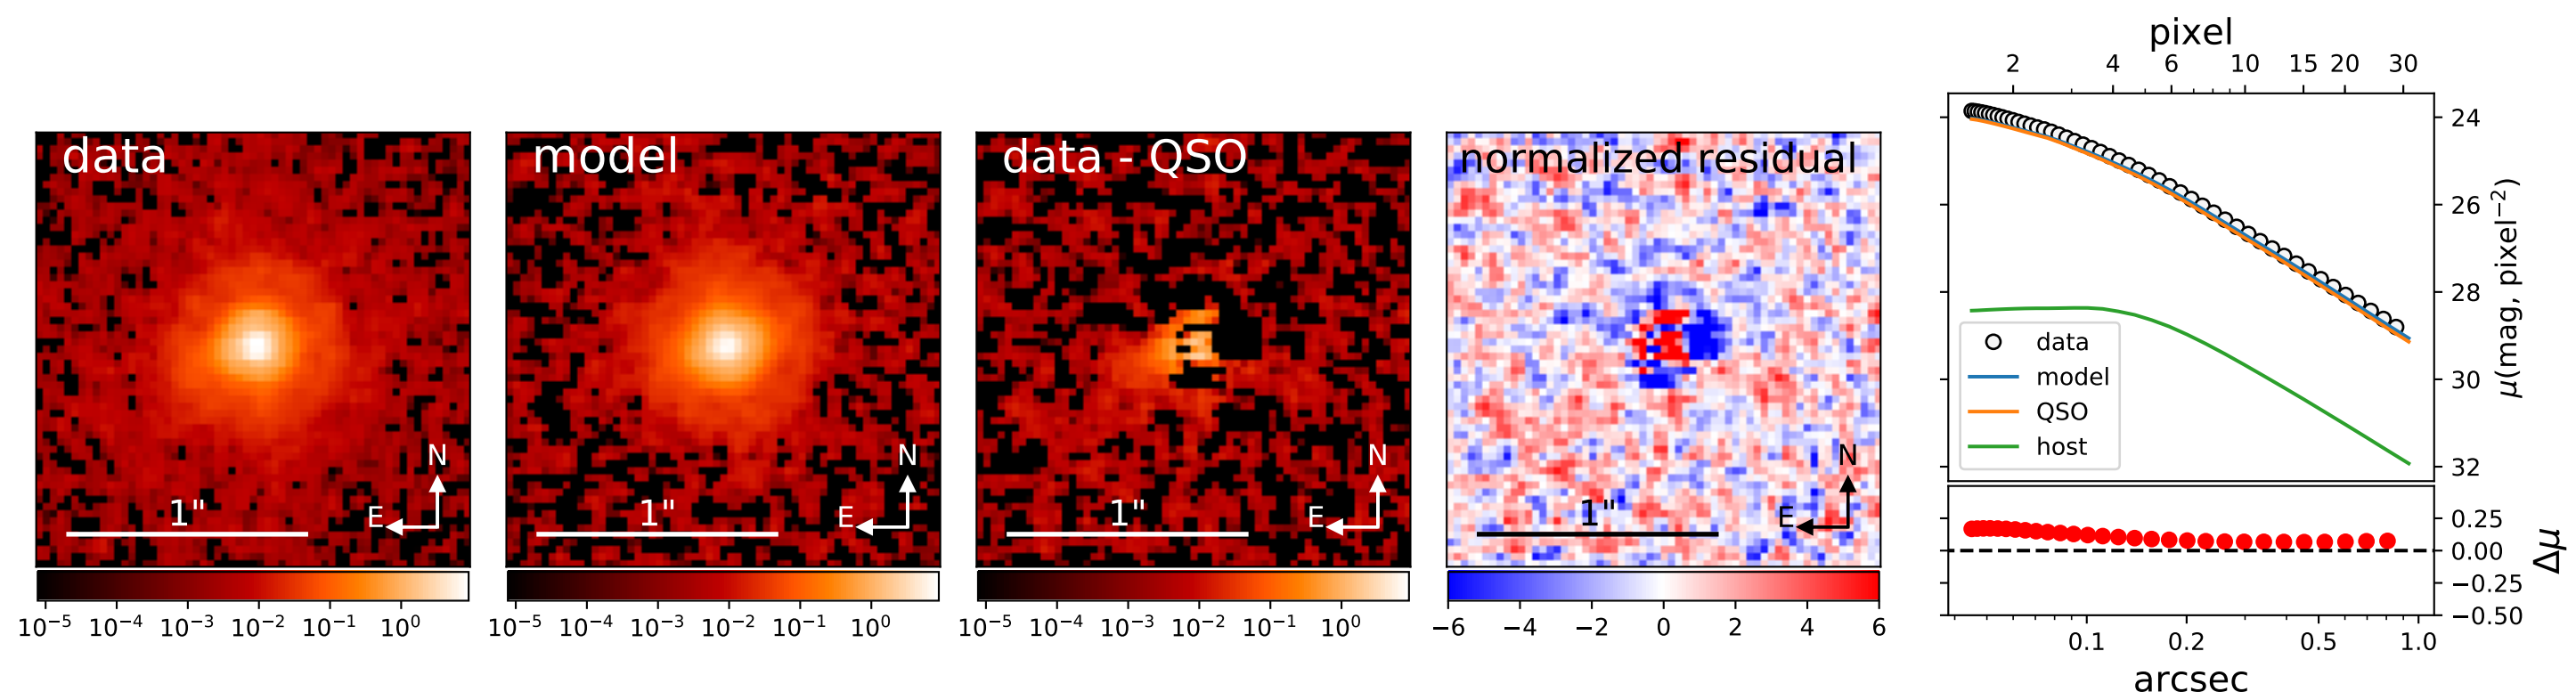 data
1"
N
E
10⁻⁵ 10⁻⁴ 10⁻³ 10⁻² 10⁻¹ 10⁰
model
1"
N
E
10⁻⁵ 10⁻⁴ 10⁻³ 10⁻² 10⁻¹ 10⁰
data - QSO
1"
N
E
10⁻⁵ 10⁻⁴ 10⁻³ 10⁻² 10⁻¹ 10⁰
normalized residual
1"
N
E
−6 −4 −2 0 2 4 6
pixel
2 4 6 10 15 20 30
24
26
28
30
32
μ(mag, pixel⁻²)
data
model
QSO
host
0.25
0.00
−0.25
−0.50
Δμ
0.1 0.2 0.5 1.0
arcsec